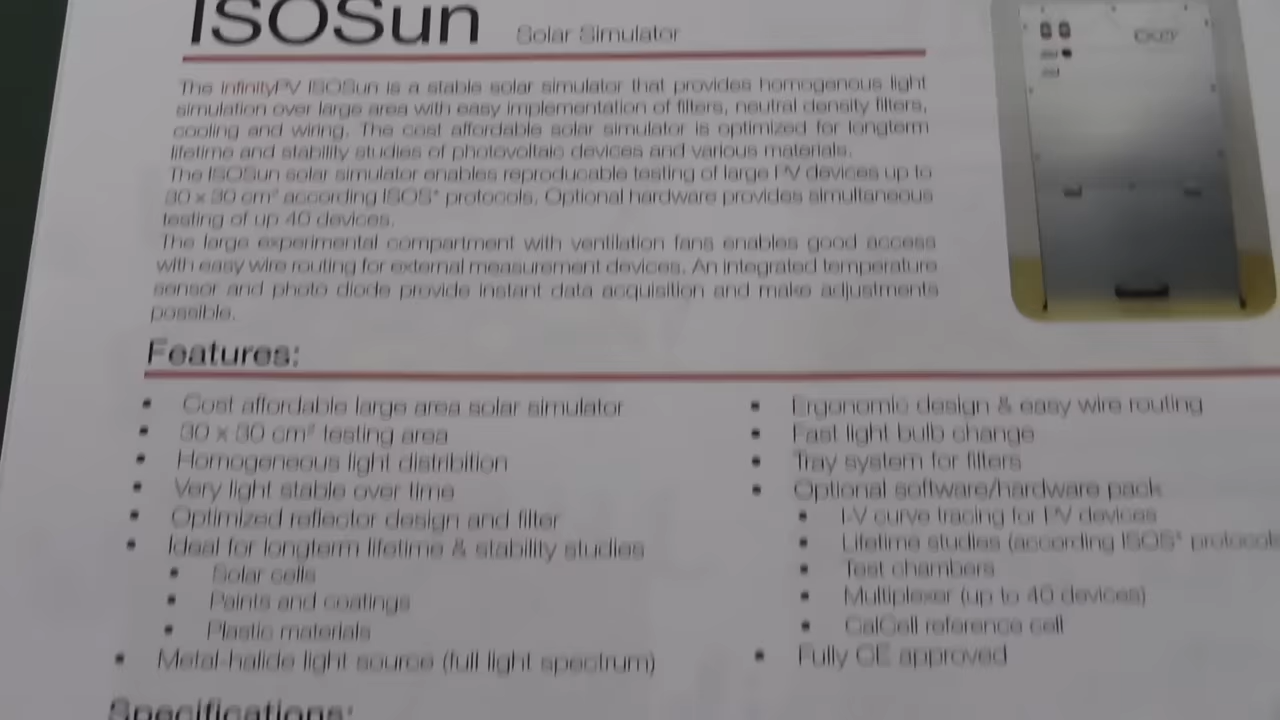 ISOSun Solar Simulator
The infinityPV ISOSun is a stable solar simulator that provides homogenous light
simulation over large area with easy implementation of filters, neutral density filters,
cooling and wiring. The cost affordable solar simulator is optimized for longterm
lifetime and stability studies of photovoltaic devices and various materials.
The ISOSun solar simulator enables reproducable testing of large PV devices up to
30 x 30 cm² according ISOS* protocols. Optional hardware provides simultaneous
testing of up 40 devices.
The large experimental compartment with ventilation fans enables good access
with easy wire routing for external measurement devices. An integrated temperature
sensor and photo diode provide instant data acquisition and make adjustments
possible.
Features:
• Cost affordable large area solar simulator
• 30 x 30 cm² testing area
• Homogeneous light distribition
• Very light stable over time
• Optimized reflector design and filter
• Ideal for longterm lifetime & stability studies
• Solar cells
• Paints and coatings
• Plastic materials
• Metal-halide light source (full light spectrum)
• Ergonomic design & easy wire routing
• Fast light bulb change
• Tray system for filters
• Optional software/hardware pack
• I-V curve tracing for PV devices
• Lifetime studies (according ISOS* protocols
• Test chambers
• Multiplexer (up to 40 devices)
• CalCell reference cell
• Fully CE approved
Specifications: